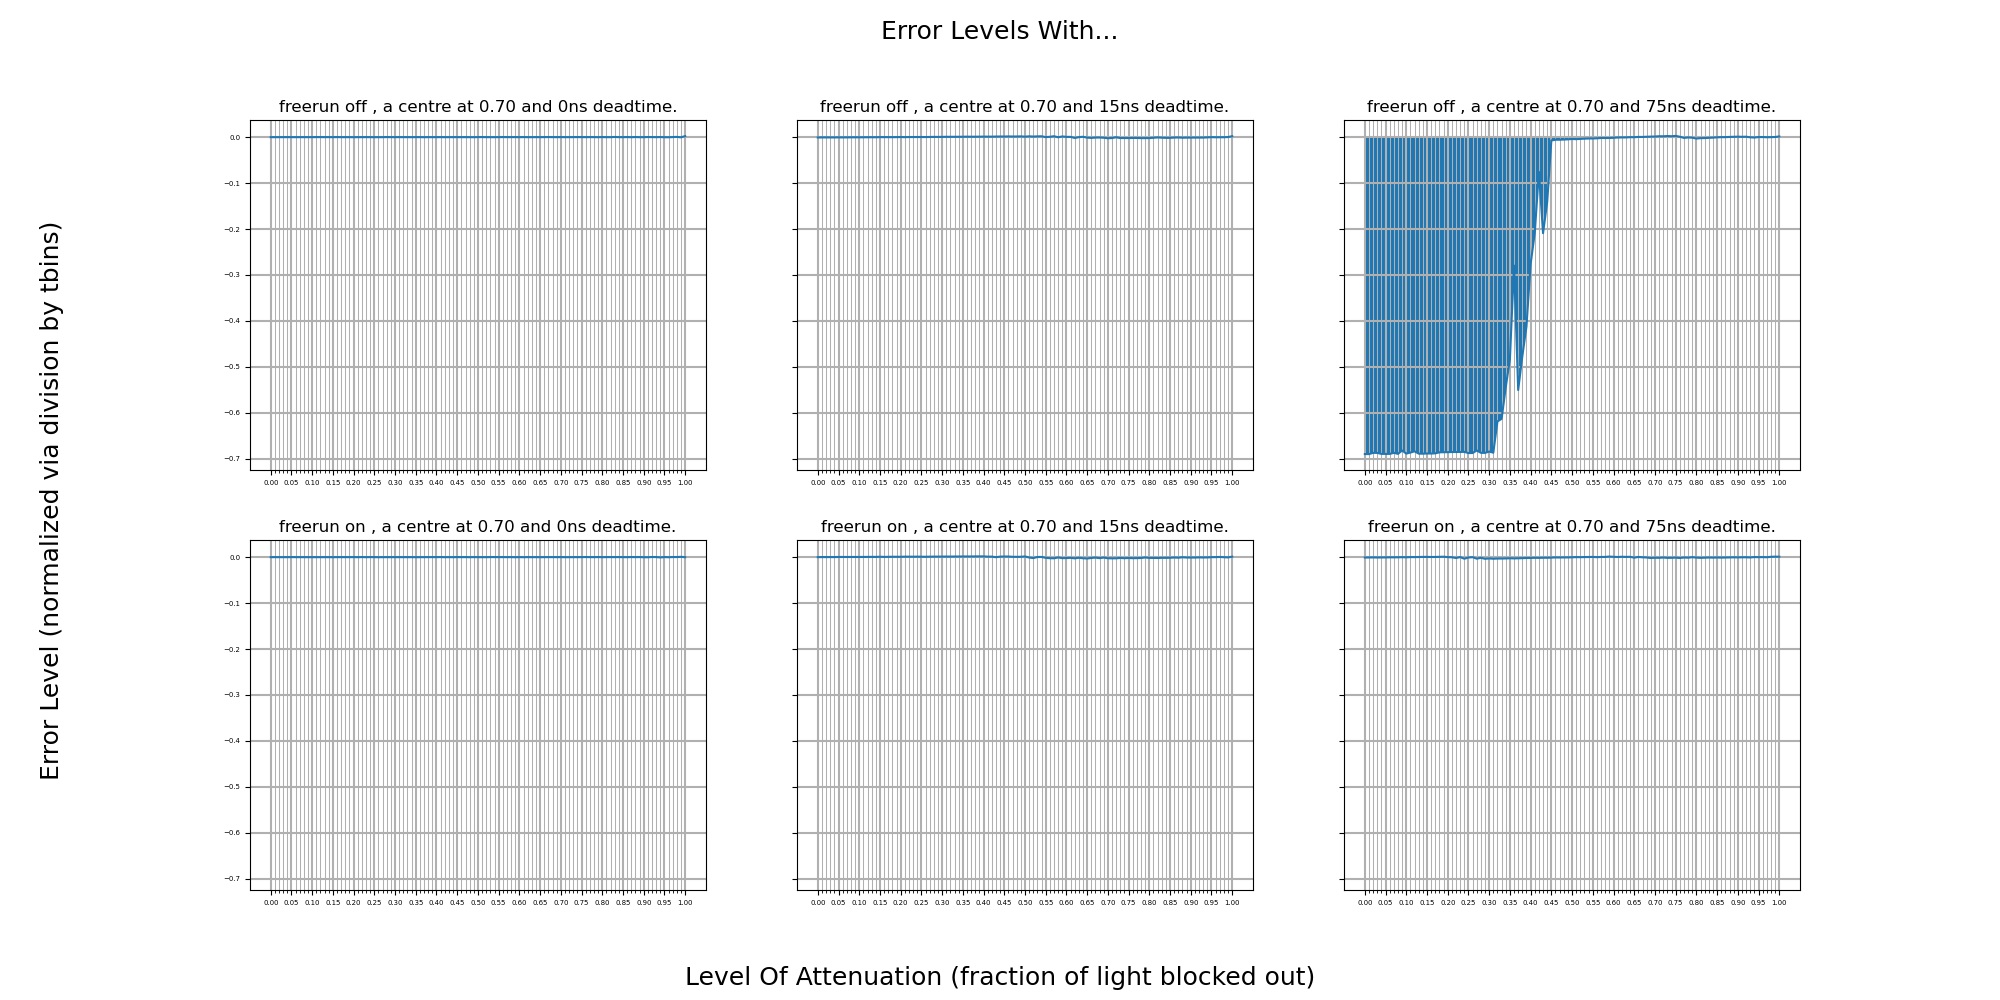 Error Levels With...
freerun off , a centre at 0.70 and 0ns deadtime.
freerun off , a centre at 0.70 and 15ns deadtime.
freerun off , a centre at 0.70 and 75ns deadtime.
0.0
−0.1
−0.2
−0.3
−0.4
−0.5
−0.6
−0.7
0.00 0.05 0.10 0.15 0.20 0.25 0.30 0.35 0.40 0.45 0.50 0.55 0.60 0.65 0.70 0.75 0.80 0.85 0.90 0.95 1.00
0.00 0.05 0.10 0.15 0.20 0.25 0.30 0.35 0.40 0.45 0.50 0.55 0.60 0.65 0.70 0.75 0.80 0.85 0.90 0.95 1.00
0.00 0.05 0.10 0.15 0.20 0.25 0.30 0.35 0.40 0.45 0.50 0.55 0.60 0.65 0.70 0.75 0.80 0.85 0.90 0.95 1.00
freerun on , a centre at 0.70 and 0ns deadtime.
freerun on , a centre at 0.70 and 15ns deadtime.
freerun on , a centre at 0.70 and 75ns deadtime.
0.0
−0.1
−0.2
−0.3
−0.4
−0.5
−0.6
−0.7
0.00 0.05 0.10 0.15 0.20 0.25 0.30 0.35 0.40 0.45 0.50 0.55 0.60 0.65 0.70 0.75 0.80 0.85 0.90 0.95 1.00
0.00 0.05 0.10 0.15 0.20 0.25 0.30 0.35 0.40 0.45 0.50 0.55 0.60 0.65 0.70 0.75 0.80 0.85 0.90 0.95 1.00
0.00 0.05 0.10 0.15 0.20 0.25 0.30 0.35 0.40 0.45 0.50 0.55 0.60 0.65 0.70 0.75 0.80 0.85 0.90 0.95 1.00
Error Level (normalized via division by tbins)
Level Of Attenuation (fraction of light blocked out)